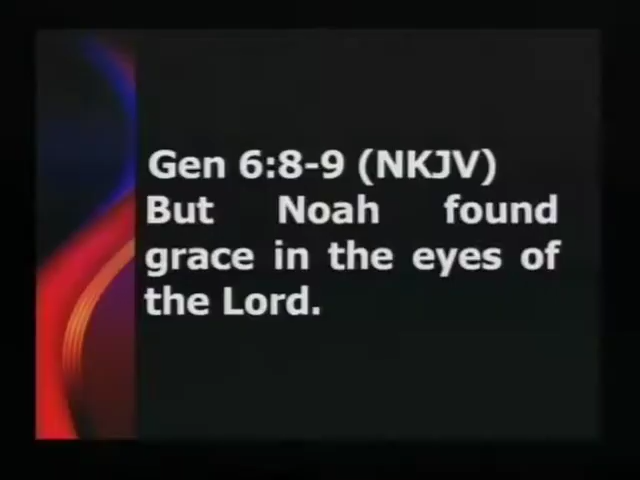 Gen 6:8-9 (NKJV)
But Noah found
grace in the eyes of
the Lord.